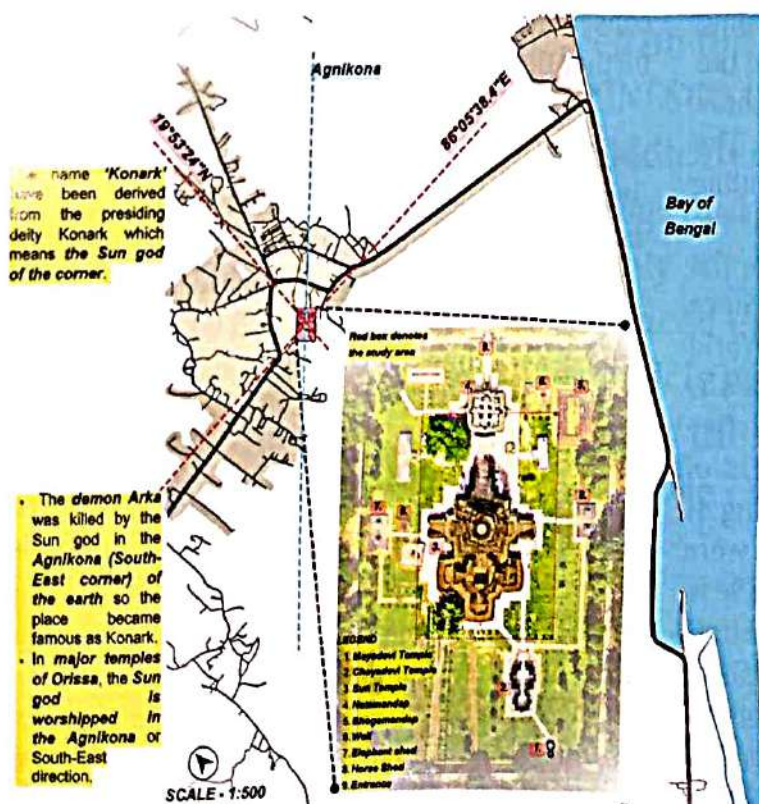 Agnikona
19°53'24"N
86°05'38.4"E
name 'Konark'
have been derived
from the presiding
deity Konark which
means the Sun god
of the corner.
Bay of
Bengal
Red box denotes
the study area
• The demon Arka
was killed by the
Sun god in the
Agnikona (South-
East corner) of
the earth so the
place became
famous as Konark.
• In major temples
of Orissa, the Sun
god is
worshipped in
the Agnikona or
South-East
direction.
LEGEND
1. Mayadevi Temple
2. Chayadevi Temple
3. Sun Temple
4. Natamandap
5. Bhogamandap
6. Well
7. Elephant shed
8. Horse Shed
9. Entrance
SCALE - 1:500